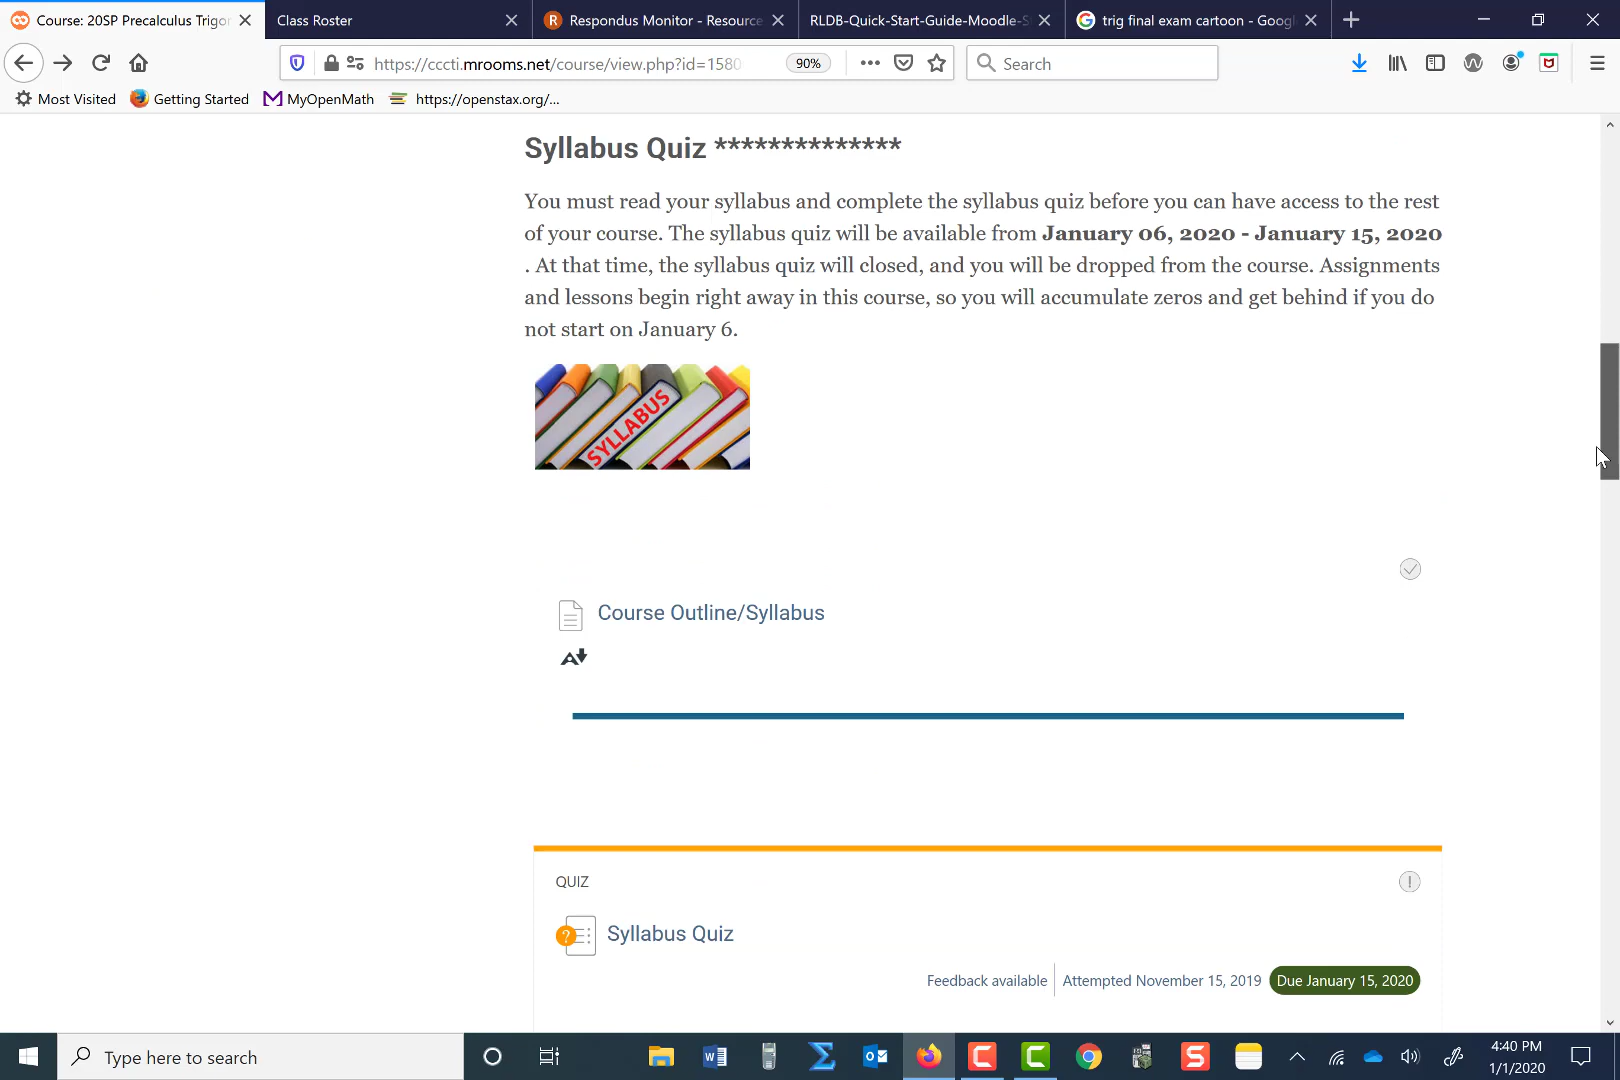 Course: 20SP Precalculus Trigon
Class Roster
Respondus Monitor - Resource
RLDB-Quick-Start-Guide-Moodle-S
trig final exam cartoon - Googl
https://cccti.mrooms.net/course/view.php?id=1580
90%
Search
Most Visited
Getting Started
MyOpenMath
https://openstax.org/...
Syllabus Quiz **************
You must read your syllabus and complete the syllabus quiz before you can have access to the rest
of your course. The syllabus quiz will be available from January 06, 2020 - January 15, 2020
. At that time, the syllabus quiz will closed, and you will be dropped from the course. Assignments
and lessons begin right away in this course, so you will accumulate zeros and get behind if you do
not start on January 6.
SYLLABUS
Course Outline/Syllabus
QUIZ
Syllabus Quiz
Feedback available
Attempted November 15, 2019
Due January 15, 2020
Type here to search
4:40 PM
1/1/2020